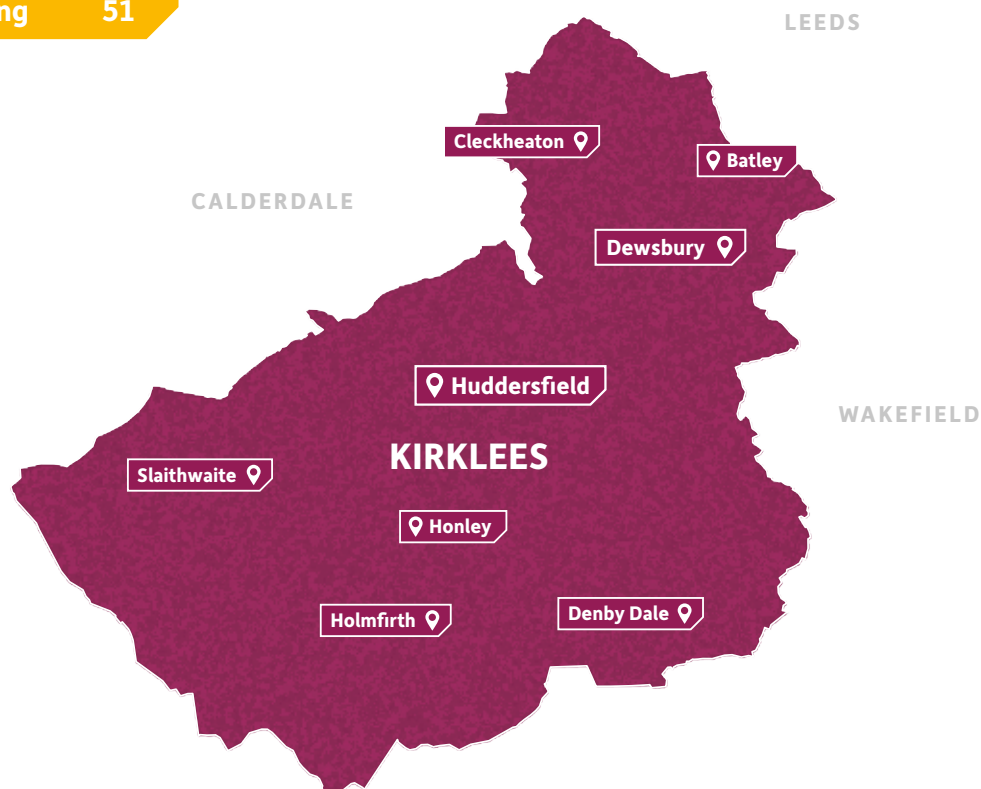 ng 51
LEEDS
Cleckheaton
Batley
CALDERDALE
Dewsbury
Huddersfield
WAKEFIELD
KIRKLEES
Slaithwaite
Honley
Denby Dale
Holmfirth